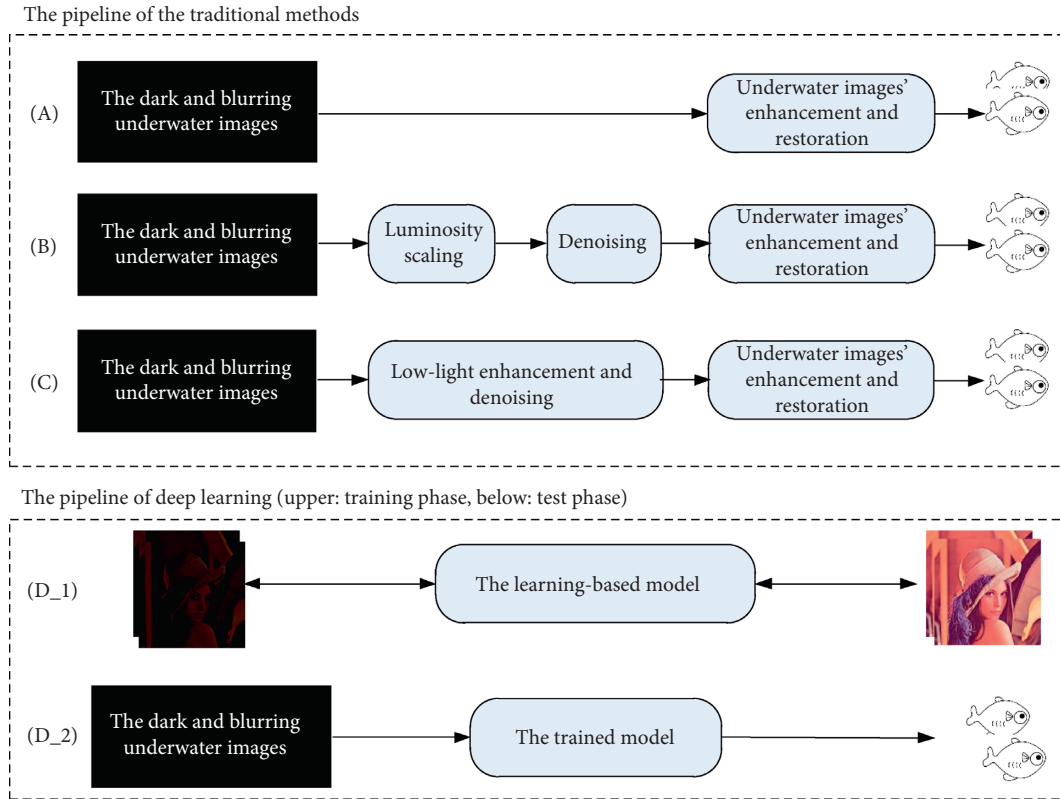 The pipeline of the traditional methods
(A)
The dark and blurring
underwater images
Underwater images’
enhancement and
restoration
(B)
The dark and blurring
underwater images
Luminosity
scaling
Denoising
Underwater images’
enhancement and
restoration
(C)
The dark and blurring
underwater images
Low-light enhancement and
denoising
Underwater images’
enhancement and
restoration
The pipeline of deep learning (upper: training phase, below: test phase)
(D_1)
The learning-based model
(D_2)
The dark and blurring
underwater images
The trained model